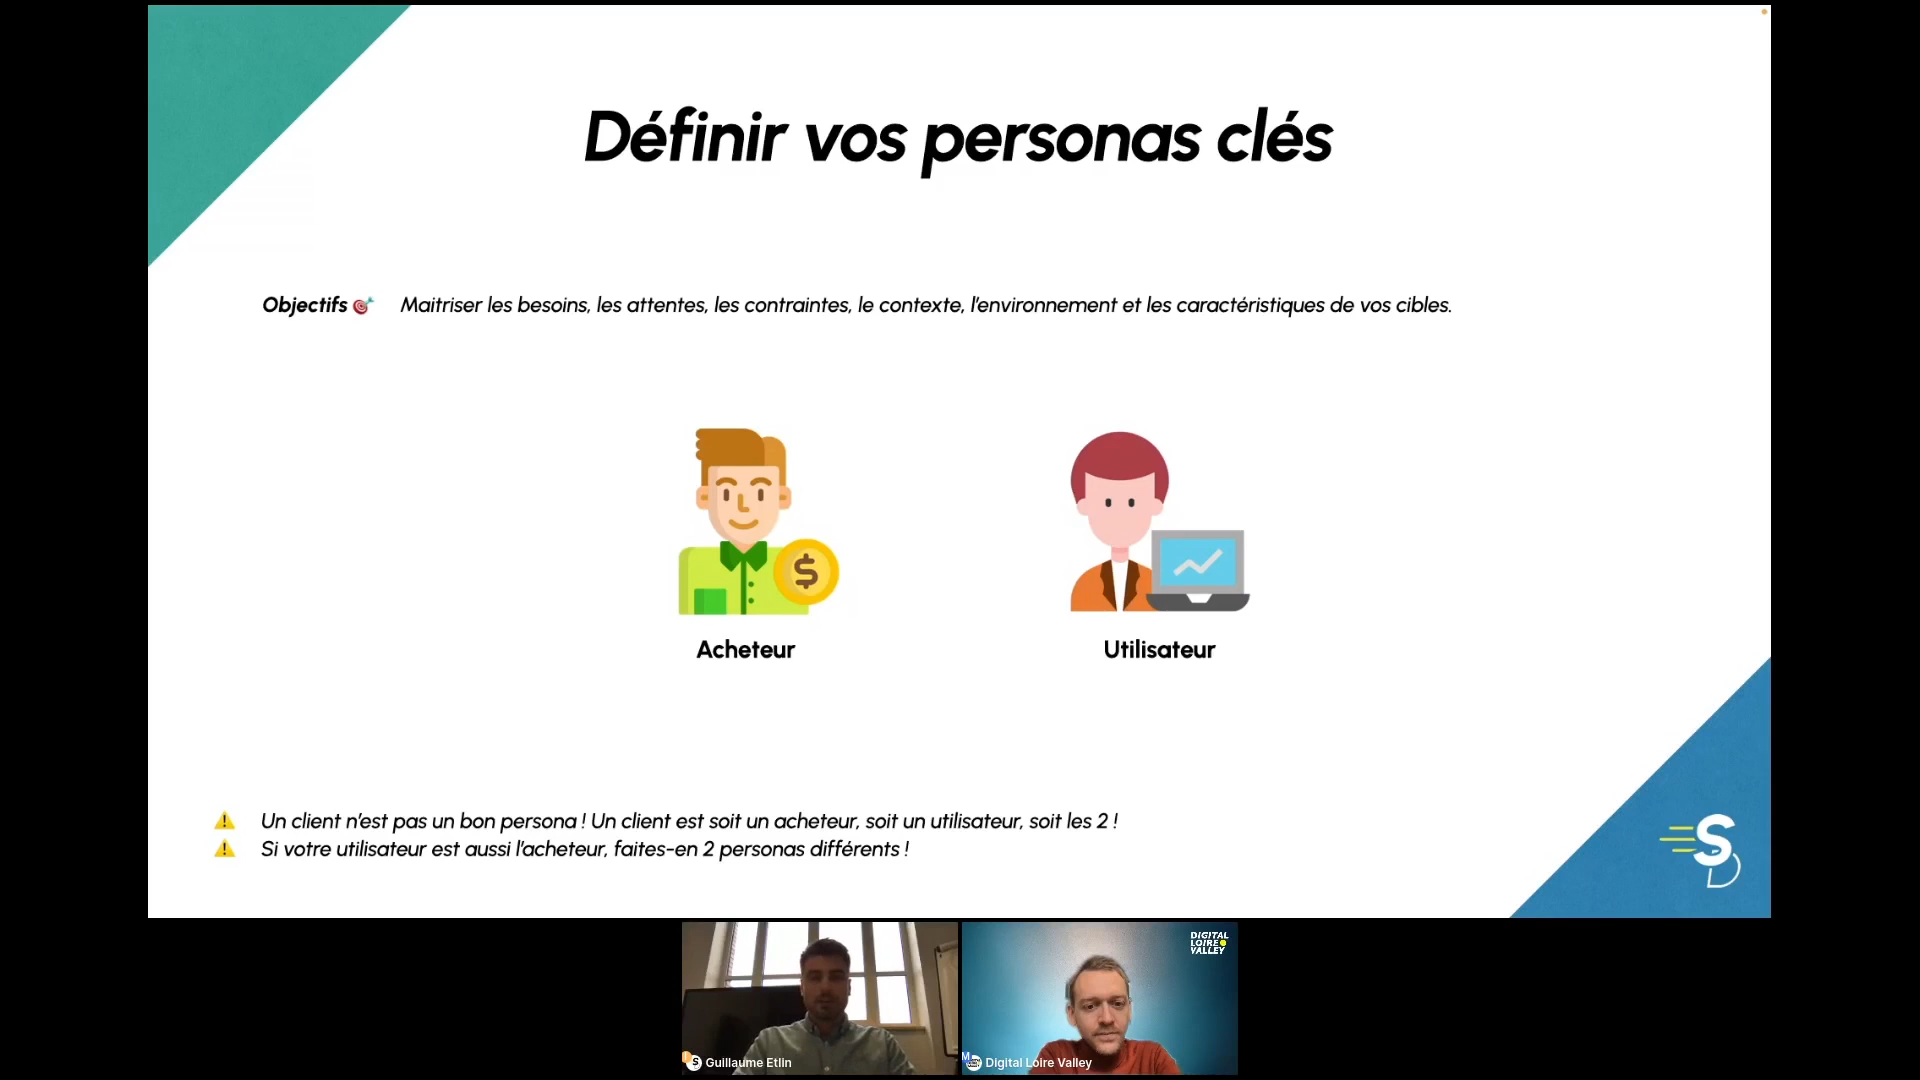 Définir vos personas clés
Objectifs 🎯 Maitriser les besoins, les attentes, les contraintes, le contexte, l'environnement et les caractéristiques de vos cibles.
$
Acheteur
Utilisateur
⚠️ Un client n'est pas un bon persona ! Un client est soit un acheteur, soit un utilisateur, soit les 2 !
⚠️ Si votre utilisateur est aussi l'acheteur, faites-en 2 personas différents !
SD
DIGITAL
LOIRE
VALLEY
S Guillaume Etlin
M Digital Loire Valley